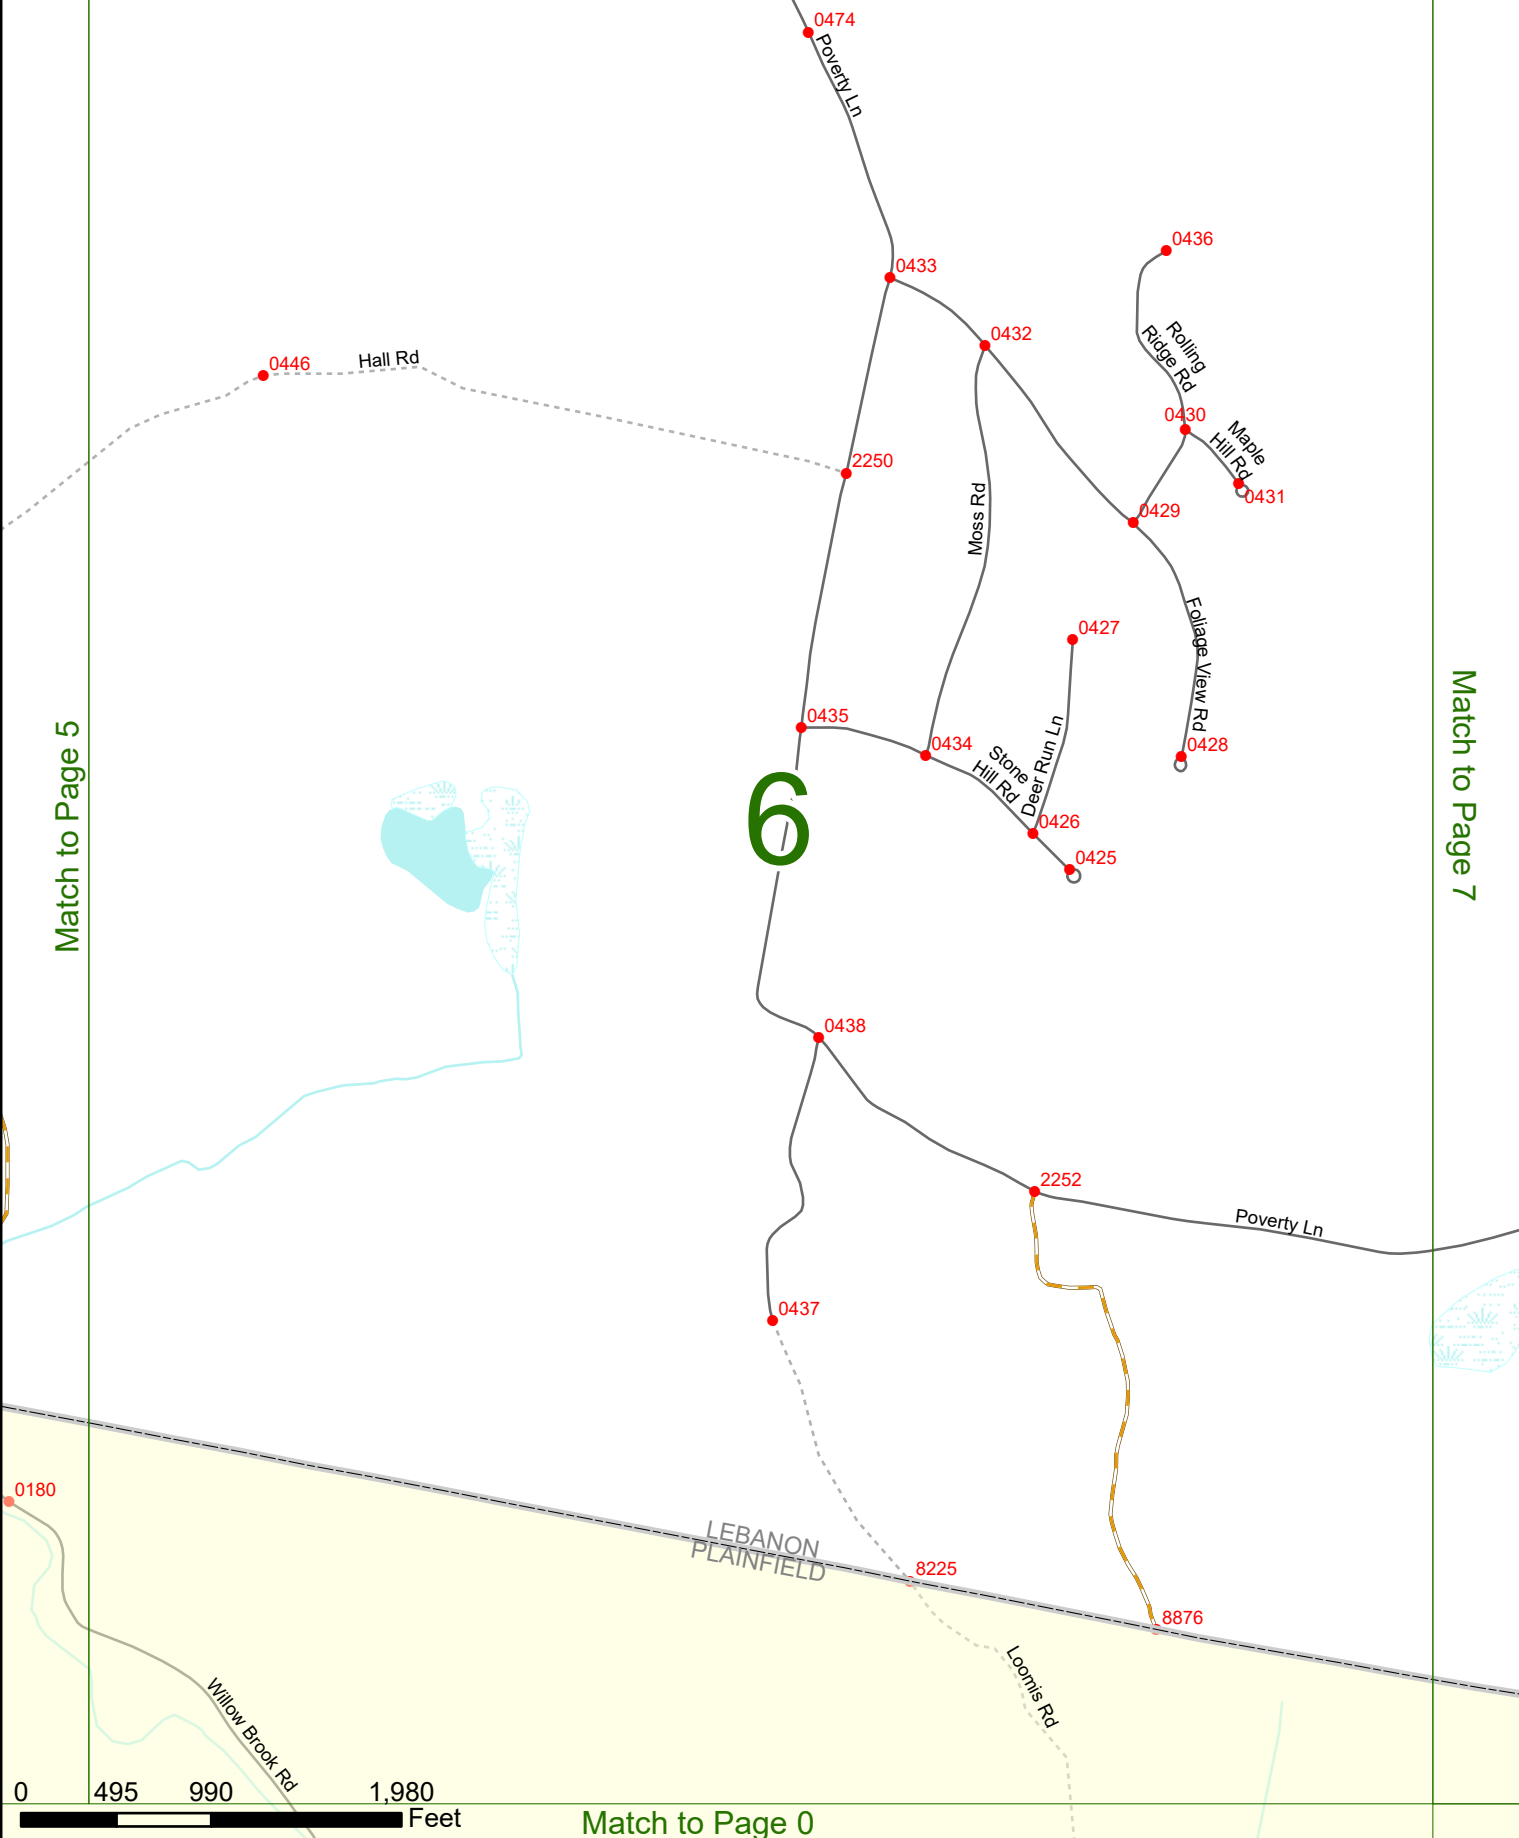 0474
Poverty Ln
0436
0433
0432
Rolling
Ridge Rd
Hall Rd
0446
0430
Maple
Hill Rd
2250
0431
0429
Moss Rd
Foliage View Rd
0427
Match to Page 5
Match to Page 7
0435
0434
0428
Stone
Hill Rd
Deer Run Ln
6
0426
0425
0438
2252
Poverty Ln
0437
0180
LEBANON
PLAINFIELD
8225
8876
Loomis Rd
Willow Brook Rd
0 495 990 1,980
Feet
Match to Page 0